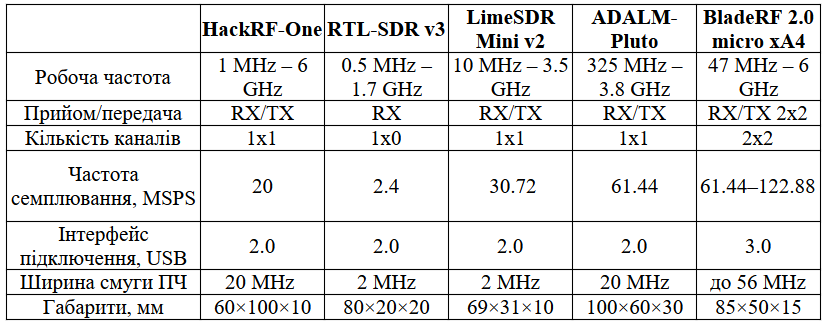 HackRF-One RTL-SDR v3 LimeSDR Mini v2 ADALM-Pluto BladeRF 2.0 micro xA4
Робоча частота 1 MHz – 6 GHz 0.5 MHz – 1.7 GHz 10 MHz – 3.5 GHz 325 MHz – 3.8 GHz 47 MHz – 6 GHz
Прийом/передача RX/TX RX RX/TX RX/TX RX/TX 2x2
Кількість каналів 1x1 1x0 1x1 1x1 2x2
Частота семплювання, MSPS 20 2.4 30.72 61.44 61.44–122.88
Інтерфейс підключення, USB 2.0 2.0 2.0 2.0 3.0
Ширина смуги ПЧ 20 MHz 2 MHz 2 MHz 20 MHz до 56 MHz
Габарити, мм 60×100×10 80×20×20 69×31×10 100×60×30 85×50×15